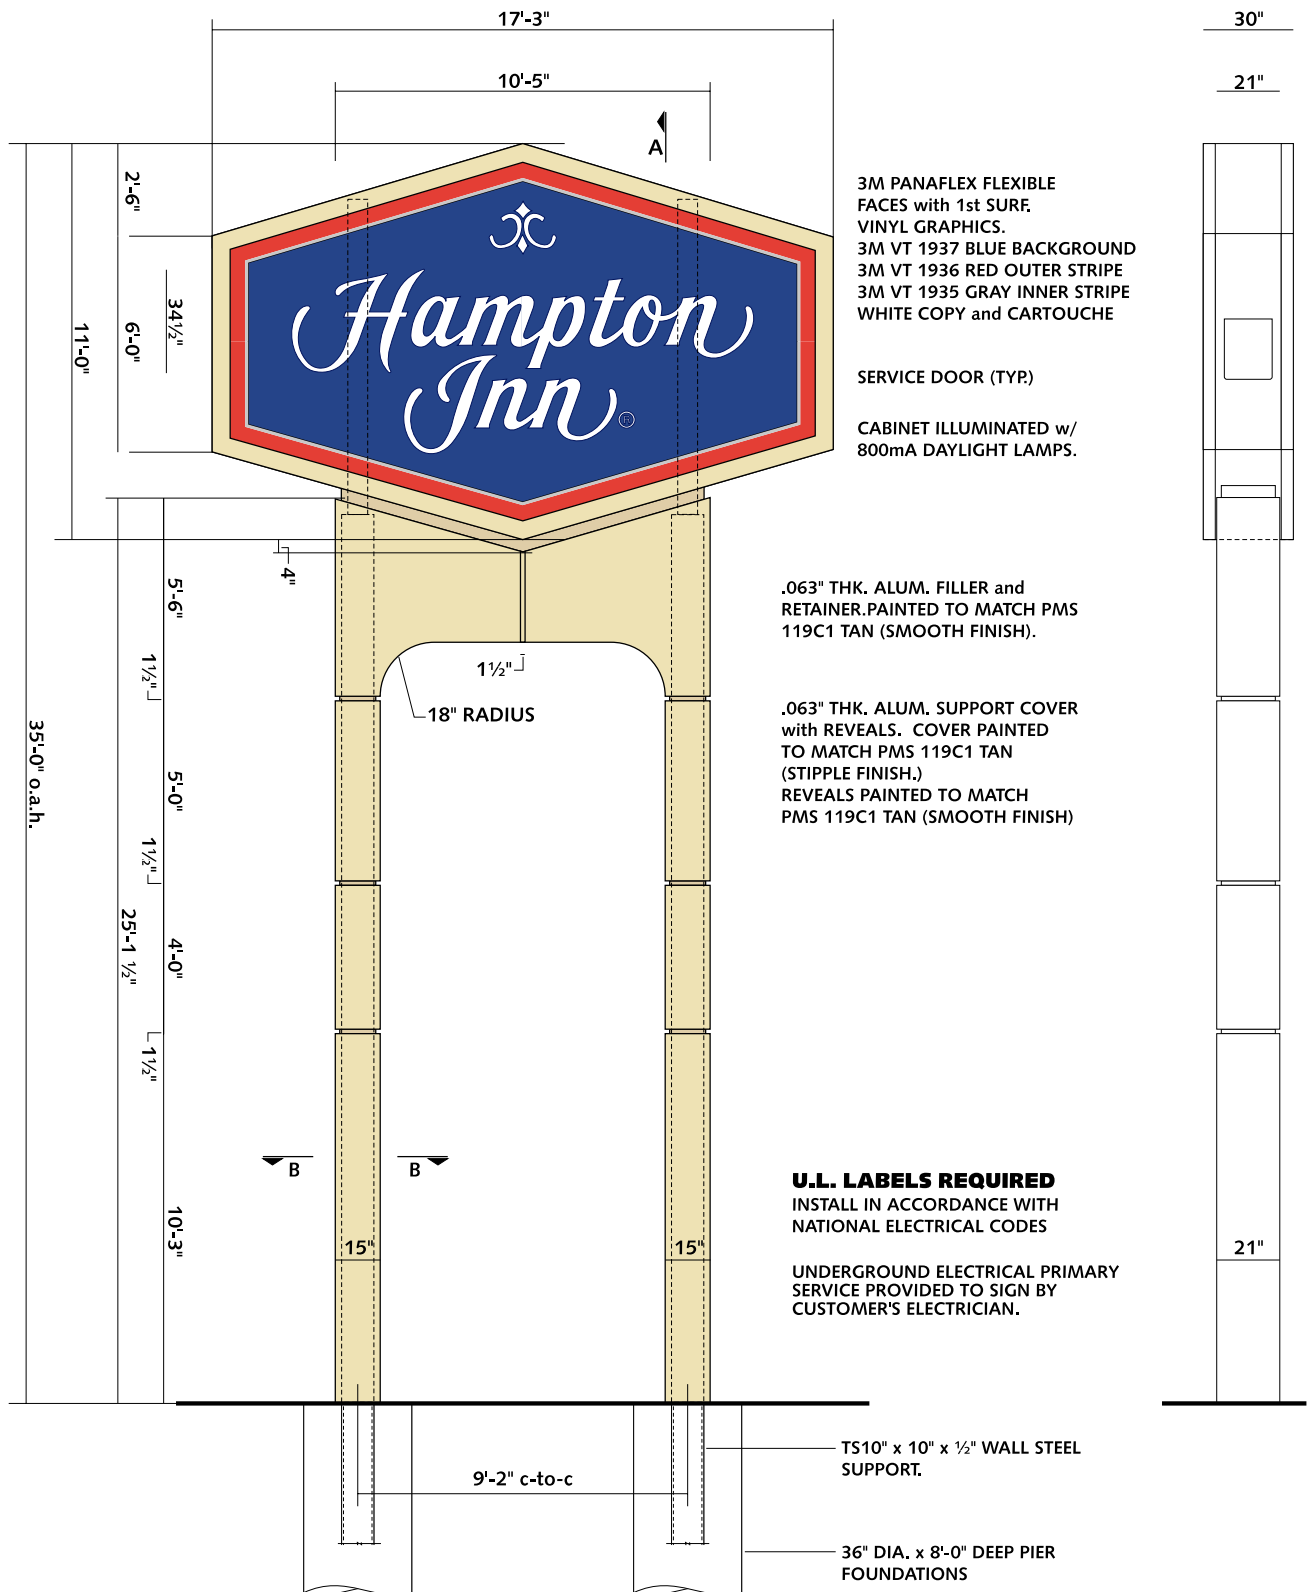 17'-3"
30"
10'-5"
21"
A
2'-6"
34½"
6'-0"
11'-0"
Hampton
Inn®
3M PANAFLEX FLEXIBLE
FACES with 1st SURF.
VINYL GRAPHICS.
3M VT 1937 BLUE BACKGROUND
3M VT 1936 RED OUTER STRIPE
3M VT 1935 GRAY INNER STRIPE
WHITE COPY and CARTOUCHE
SERVICE DOOR (TYP.)
CABINET ILLUMINATED w/
800mA DAYLIGHT LAMPS.
4"
5'-6"
1½"
1½"
18" RADIUS
.063" THK. ALUM. FILLER and
RETAINER.PAINTED TO MATCH PMS
119C1 TAN (SMOOTH FINISH).
.063" THK. ALUM. SUPPORT COVER
with REVEALS. COVER PAINTED
TO MATCH PMS 119C1 TAN
(STIPPLE FINISH.)
REVEALS PAINTED TO MATCH
PMS 119C1 TAN (SMOOTH FINISH)
35'-0" o.a.h.
5'-0"
1½"
25'-1 ½"
4'-0"
1½"
B
B
10'-3"
15"
15"
21"
U.L. LABELS REQUIRED
INSTALL IN ACCORDANCE WITH
NATIONAL ELECTRICAL CODES
UNDERGROUND ELECTRICAL PRIMARY
SERVICE PROVIDED TO SIGN BY
CUSTOMER'S ELECTRICIAN.
9'-2" c-to-c
TS10" x 10" x ½" WALL STEEL
SUPPORT.
36" DIA. x 8'-0" DEEP PIER
FOUNDATIONS